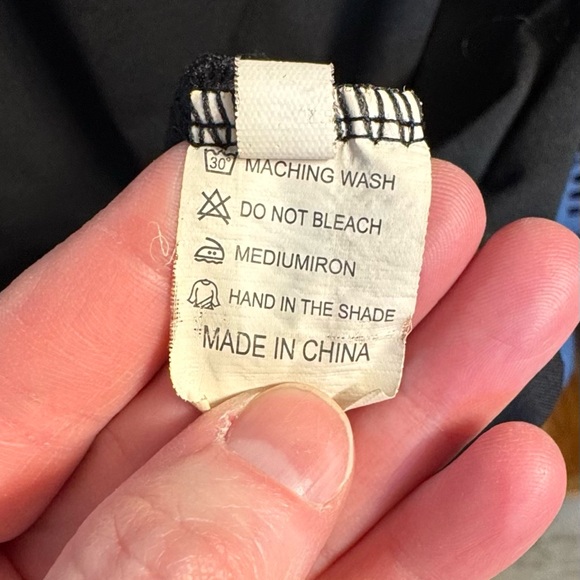 30° MACHING WASH
DO NOT BLEACH
MEDIUMIRON
HAND IN THE SHADE
MADE IN CHINA